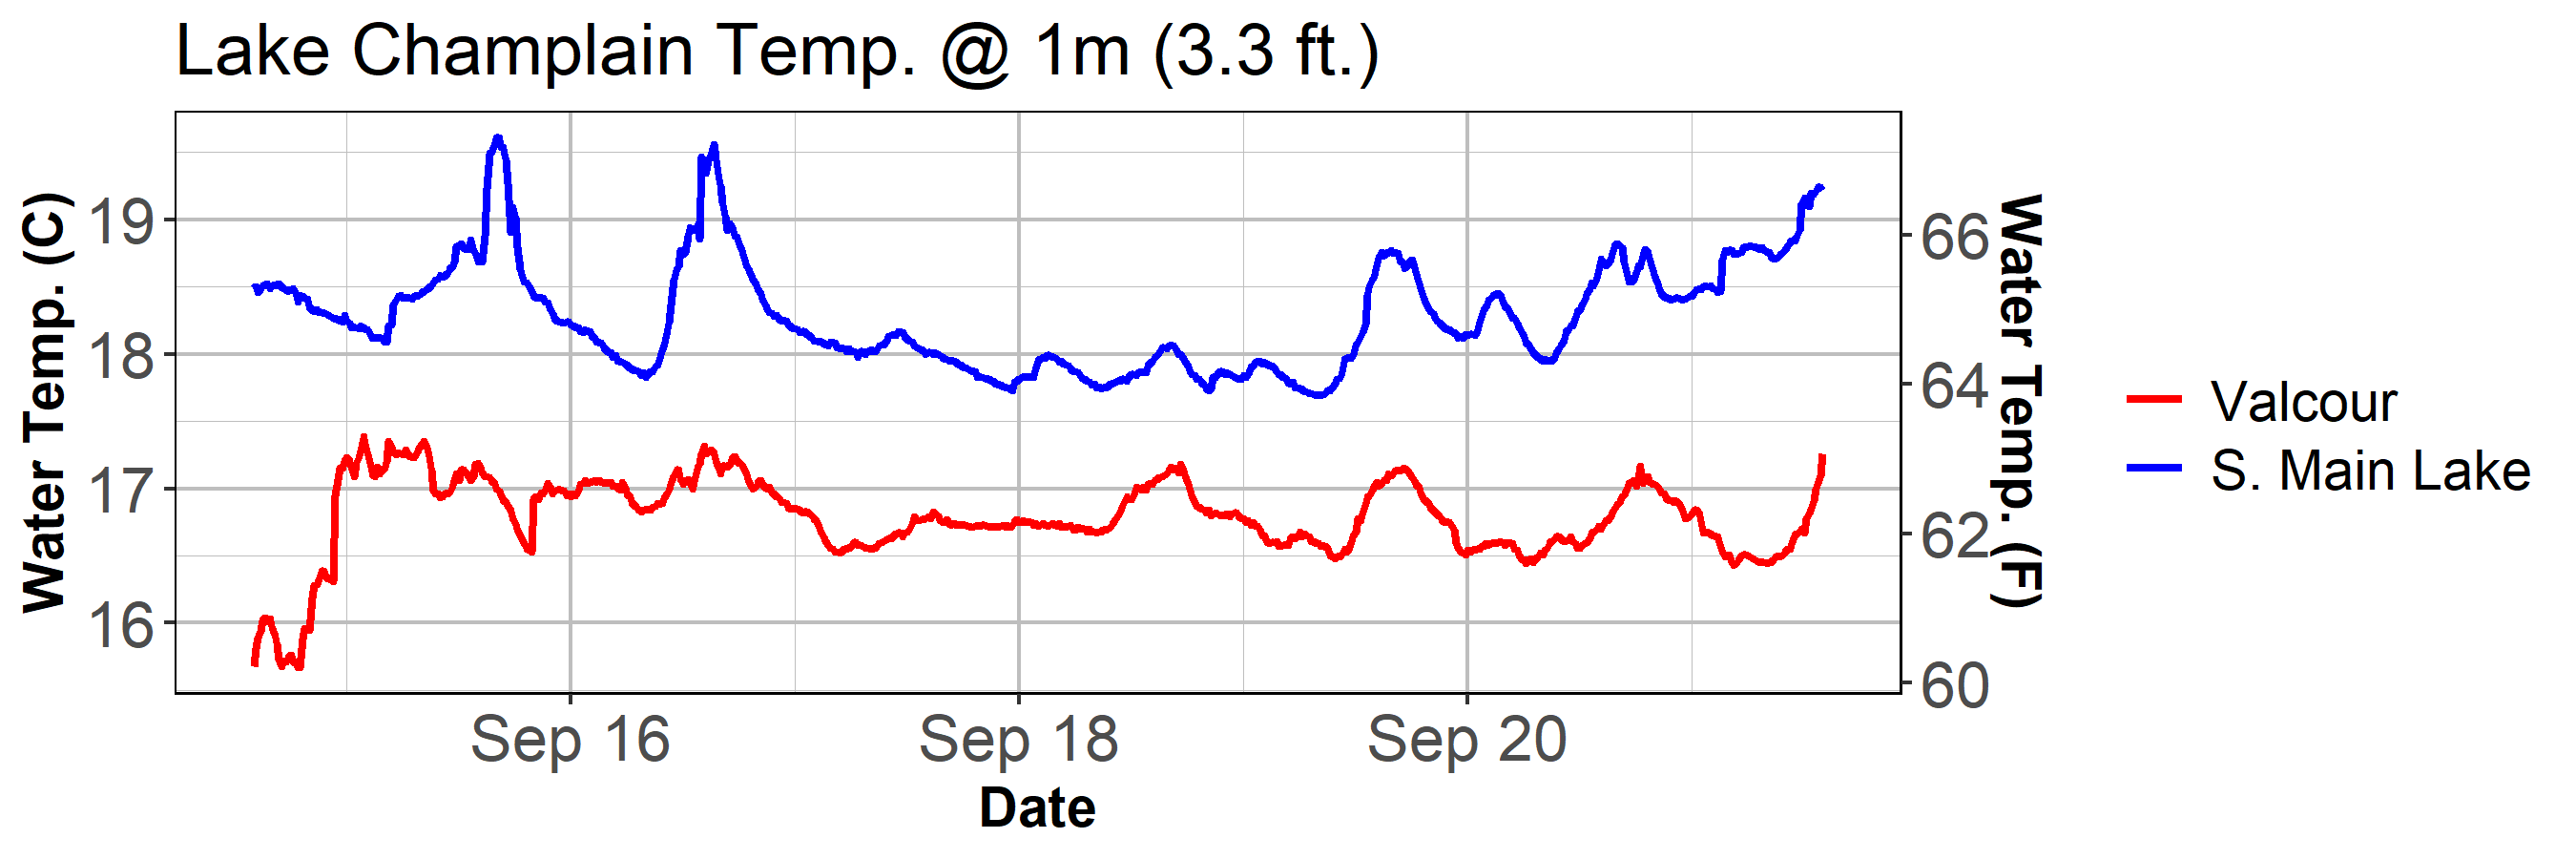 Lake Champlain Temp. @ 1m (3.3 ft.)
Water Temp. (C)
19
18
17
16
66
64
62
60
Water Temp. (F)
Sep 16
Sep 18
Sep 20
Date
Valcour
S. Main Lake